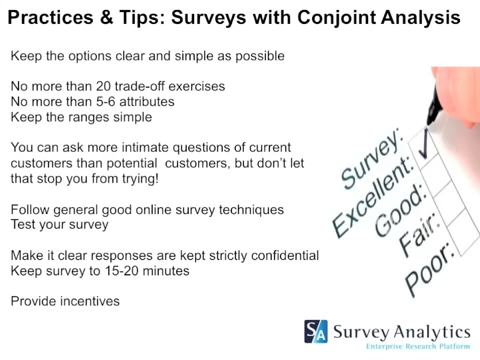 Practices & Tips: Surveys with Conjoint Analysis
Keep the options clear and simple as possible
No more than 20 trade-off exercises
No more than 5-6 attributes
Keep the ranges simple
You can ask more intimate questions of current
customers than potential customers, but don't let
that stop you from trying!
Follow general good online survey techniques
Test your survey
Make it clear responses are kept strictly confidential
Keep survey to 15-20 minutes
Provide incentives
Survey:
Excellent:
Good:
Fair:
Poor:
SA Survey Analytics
Enterprise Research Platform